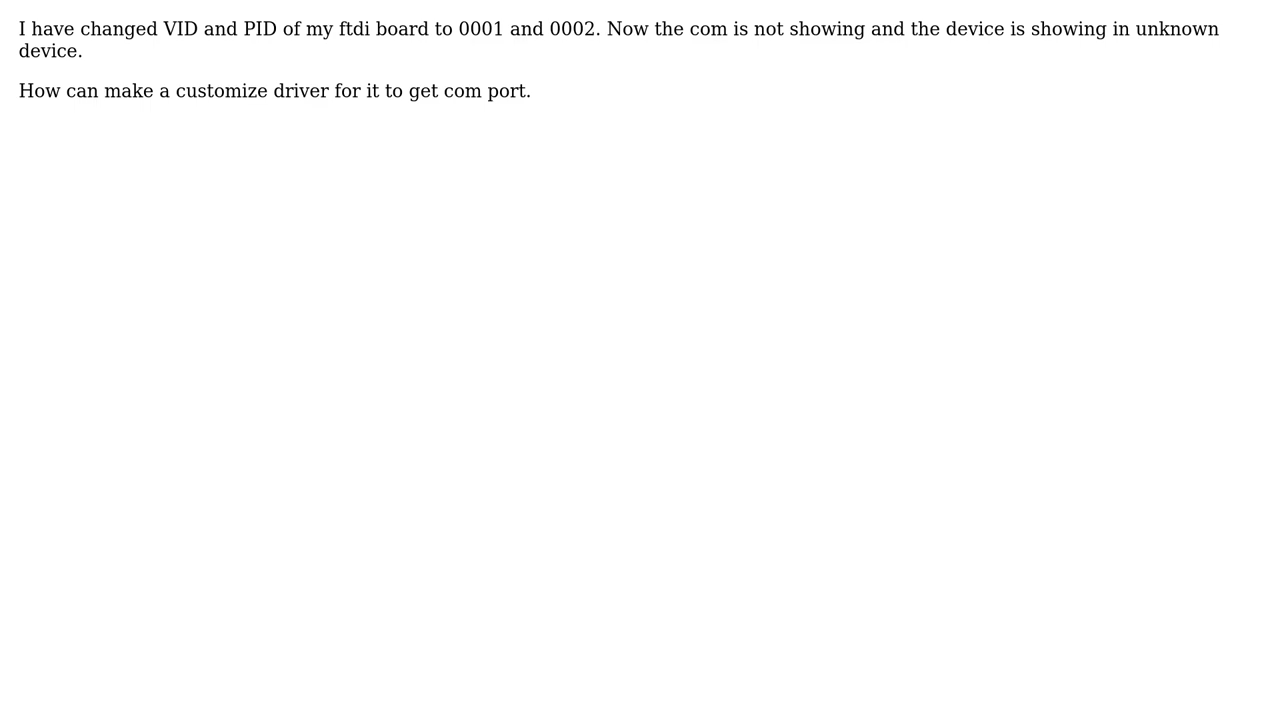 I have changed VID and PID of my ftdi board to 0001 and 0002. Now the com is not showing and the device is showing in unknown
device.
How can make a customize driver for it to get com port.